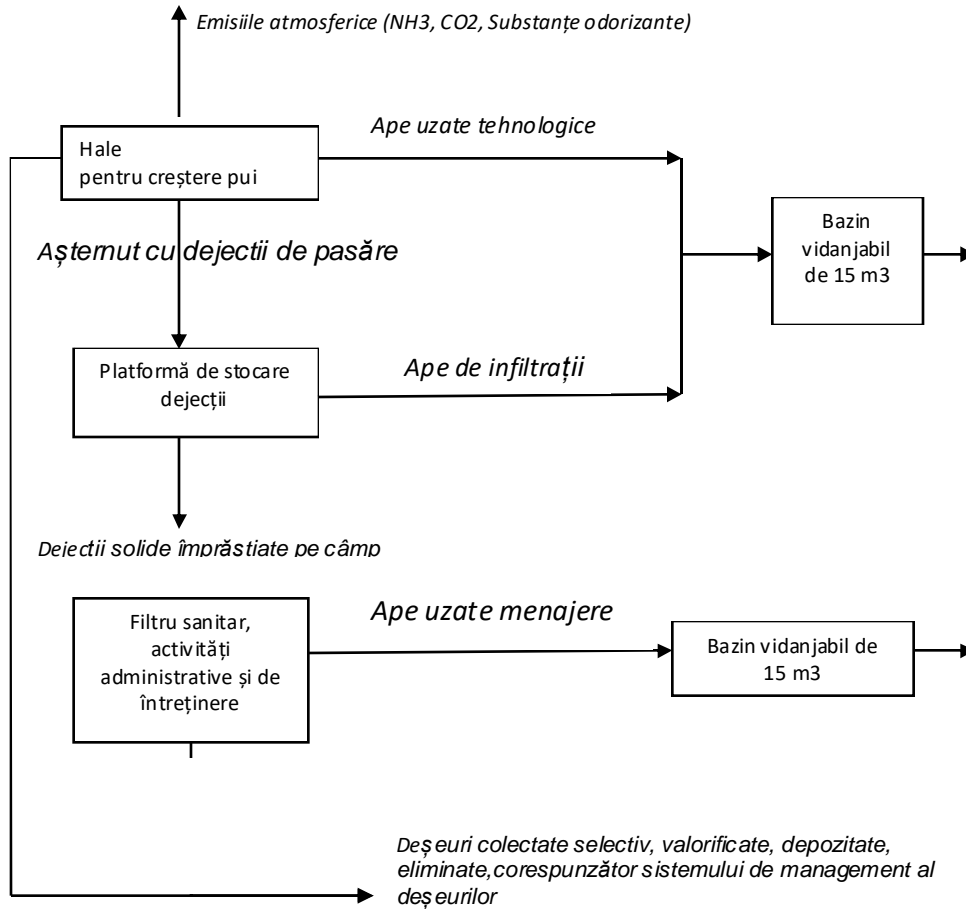 Emisiile atmosferice (NH3, CO2, Substanțe odorizante)
Ape uzate tehnologice
Hale
pentru creștere pui
Așternut cu dejectii de pasăre
Bazin
vidanjabil
de 15 m3
Platformă de stocare
dejecții
Ape de infiltrații
Dejectii solide împrăstiate pe câmp
Filtru sanitar,
activități
administrative și de
întreținere
Ape uzate menajere
Bazin vidanjabil de
15 m3
Deșeuri colectate selectiv, valorificate, depozitate,
eliminate,corespunzător sistemului de management al
deșeurilor